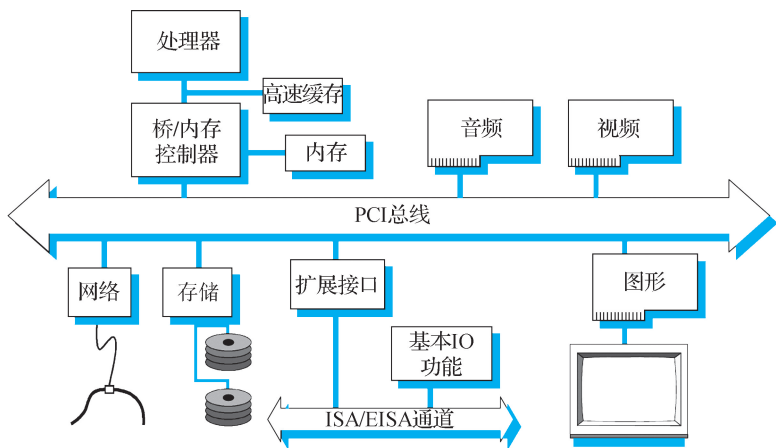 处理器
高速缓存
桥/内存
控制器
内存
音频
视频
PCI总线
网络
存储
扩展接口
图形
基本IO
功能
ISA/EISA通道